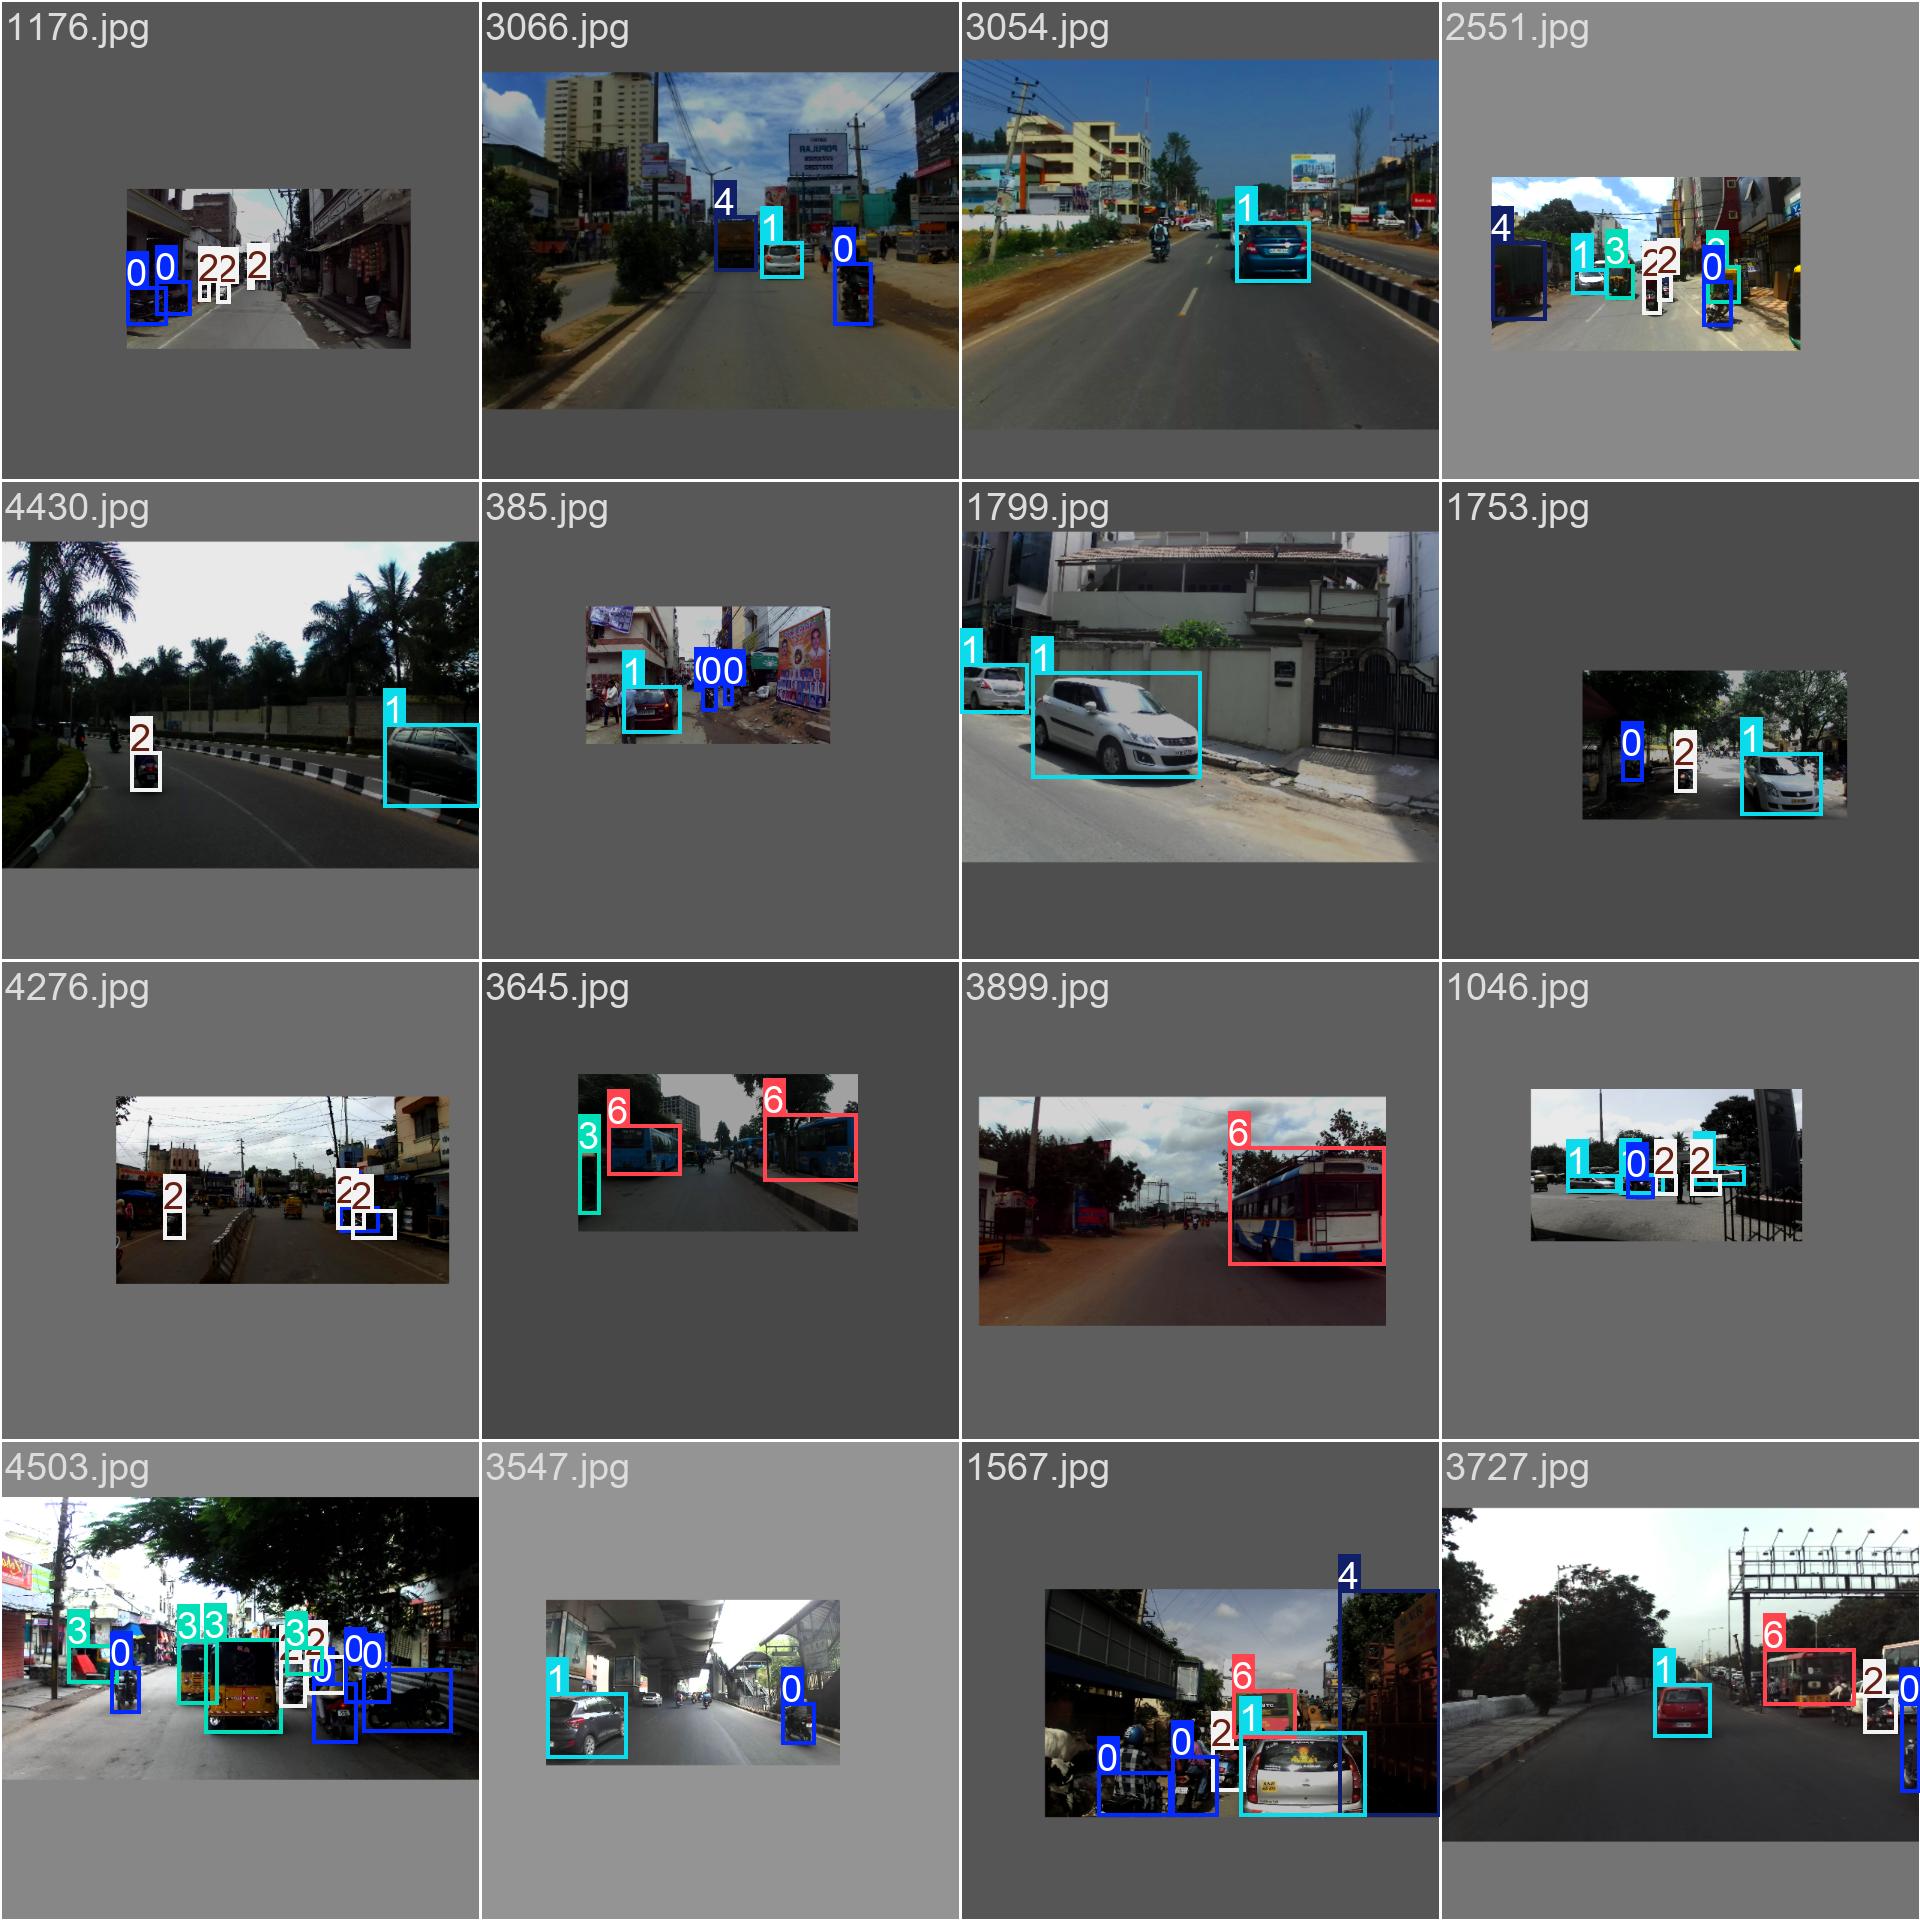 1176.jpg
3066.jpg
3054.jpg
2551.jpg
4
1
0
1
0 0 2 2 2
4 1 3 2 2 0
4430.jpg
385.jpg
1799.jpg
1753.jpg
2
1
1 0 0
1 1
0 2 1
4276.jpg
3645.jpg
3899.jpg
1046.jpg
2 2 2
3 6 6
6
1 0 2 2
4503.jpg
3547.jpg
1567.jpg
3727.jpg
3 0 3 3 3 2 0 0 0
1 0
0 0 2 6 1 4
1 6 2 0